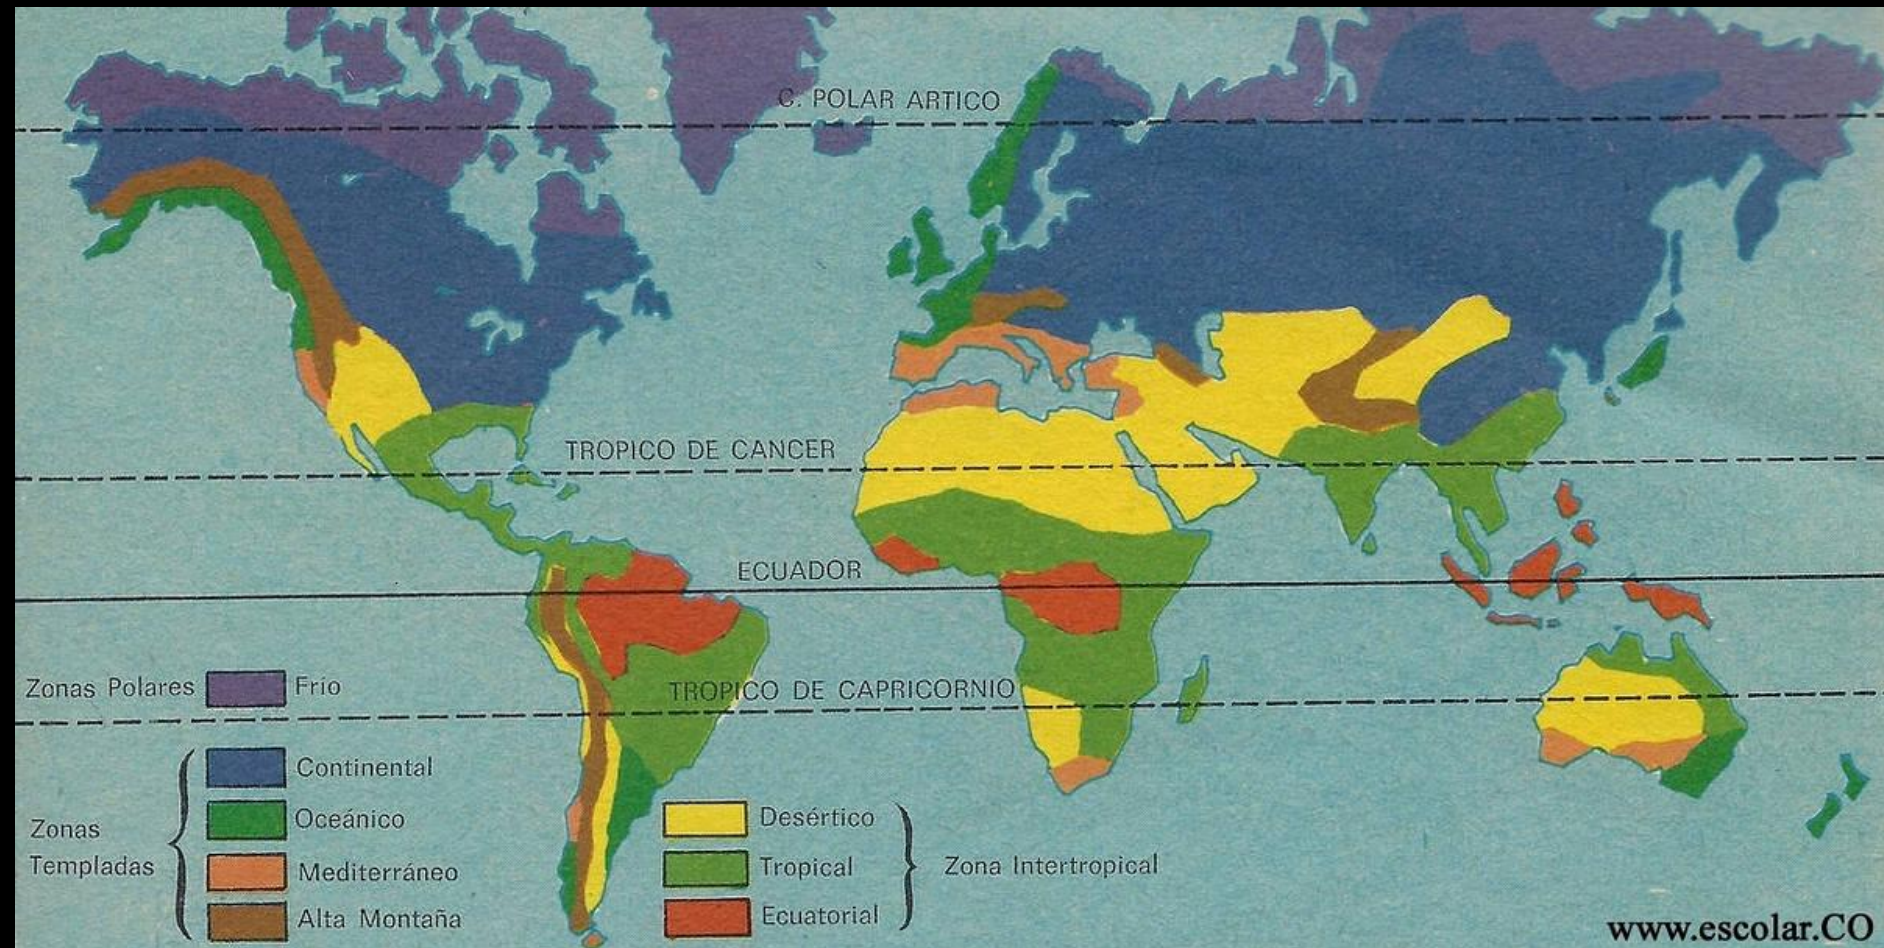 C. POLAR ARTICO
TROPICO DE CANCER
ECUADOR
TROPICO DE CAPRICORNIO
Zonas Polares
Frío
Zonas
Templadas
Continental
Oceánico
Mediterráneo
Alta Montaña
Desértico
Tropical
Ecuatorial
Zona Intertropical
www.escolar.CO